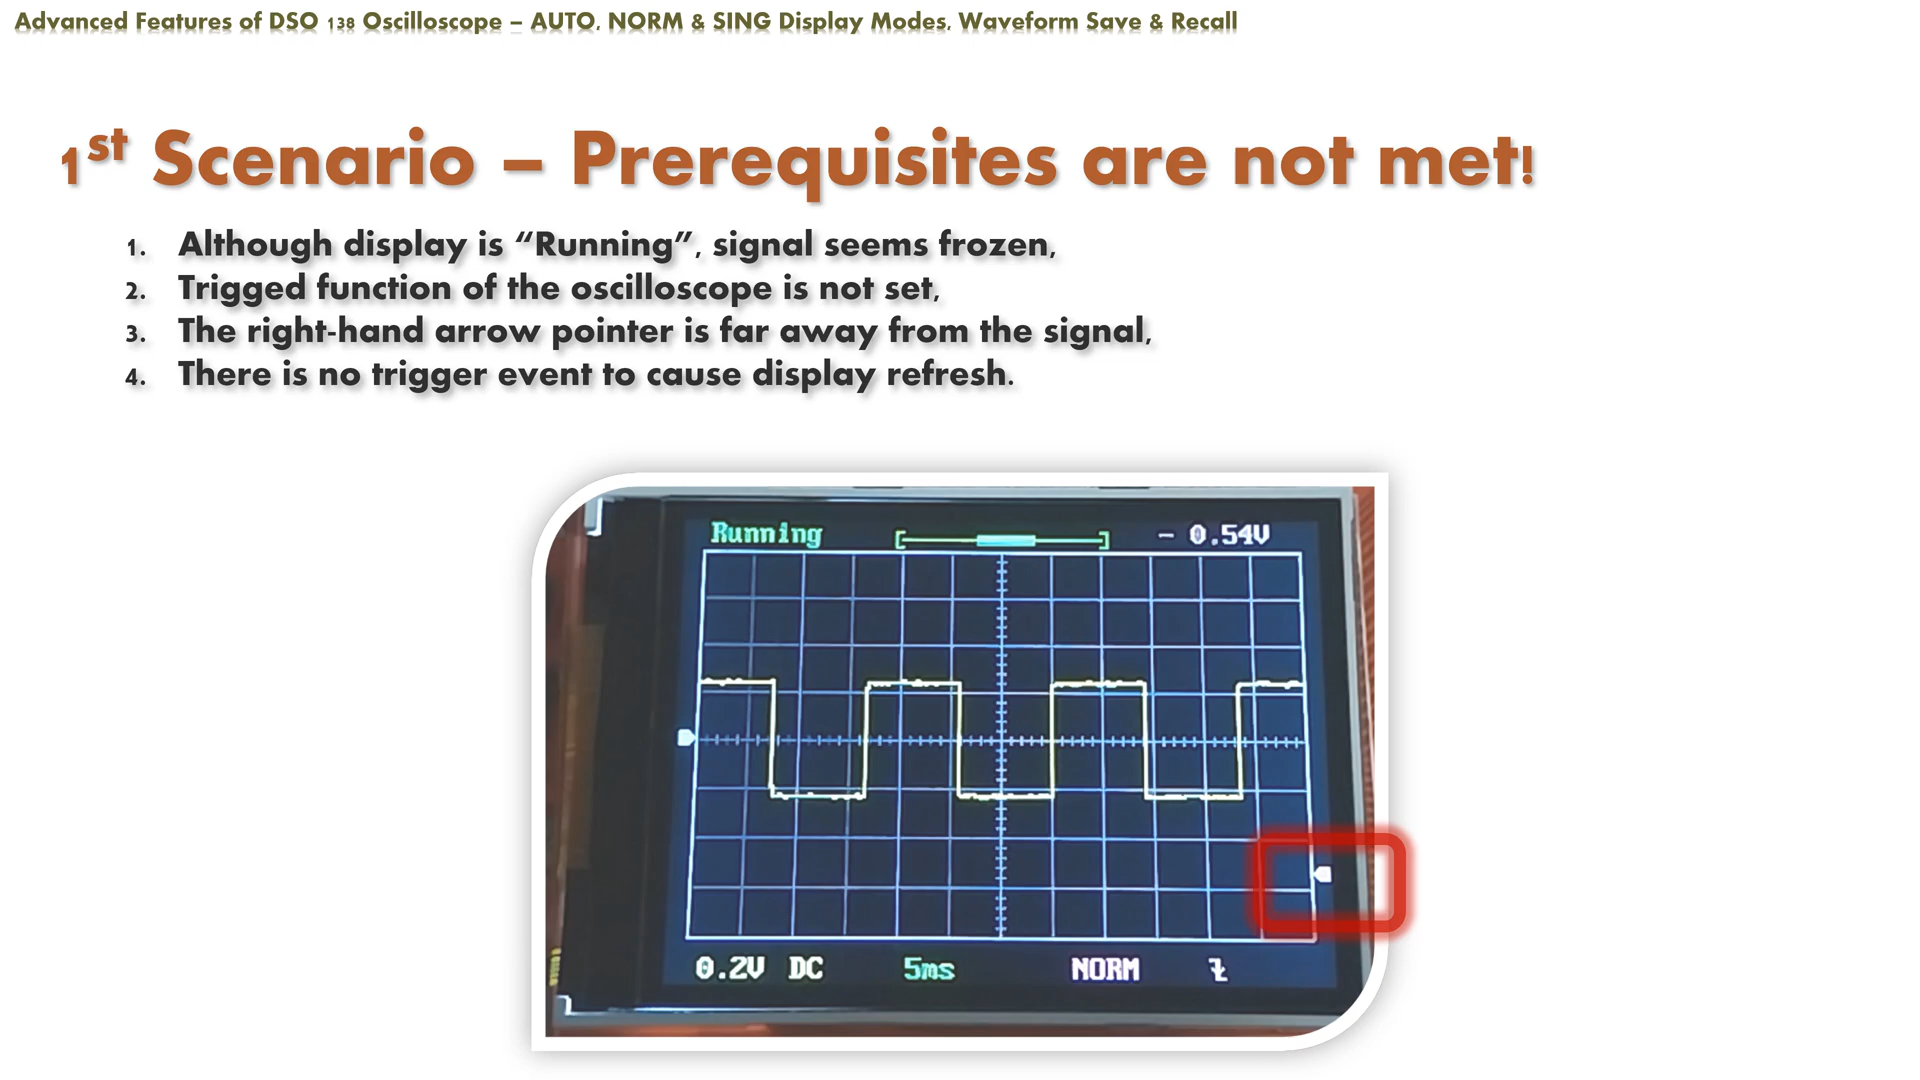 Advanced Features of DSO 138 Oscilloscope – AUTO, NORM & SING Display Modes, Waveform Save & Recall
1st Scenario – Prerequisites are not met!
1. Although display is “Running”, signal seems frozen,
2. Trigged function of the oscilloscope is not set,
3. The right-hand arrow pointer is far away from the signal,
4. There is no trigger event to cause display refresh.
Running - 0.54V
0.2V DC 5ms NORM